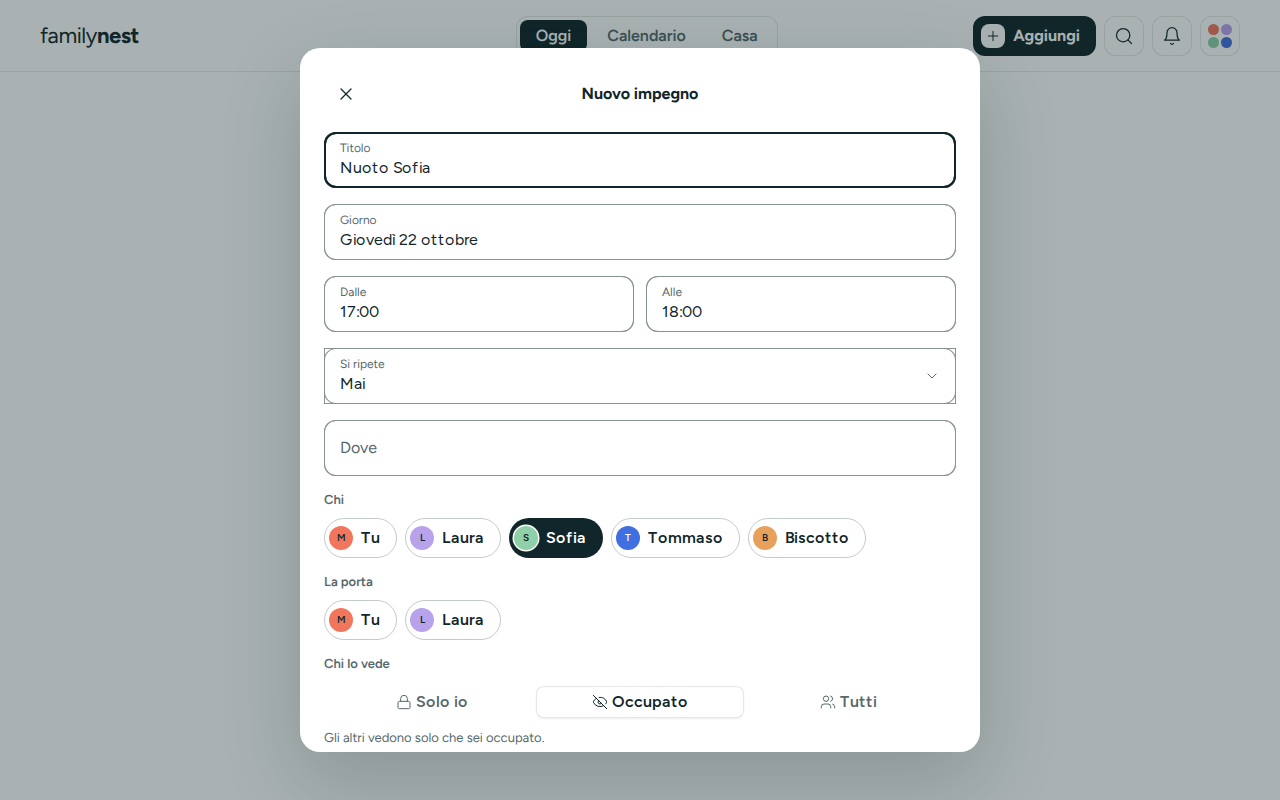 familynest
Oggi Calendario Casa
Aggiungi
Nuovo impegno
Titolo
Nuoto Sofia
Giorno
Giovedì 22 ottobre
Dalle
17:00
Alle
18:00
Si ripete
Mai
Dove
Chi
M Tu L Laura S Sofia T Tommaso B Biscotto
La porta
M Tu L Laura
Chi lo vede
Solo io Occupato Tutti
Gli altri vedono solo che sei occupato.